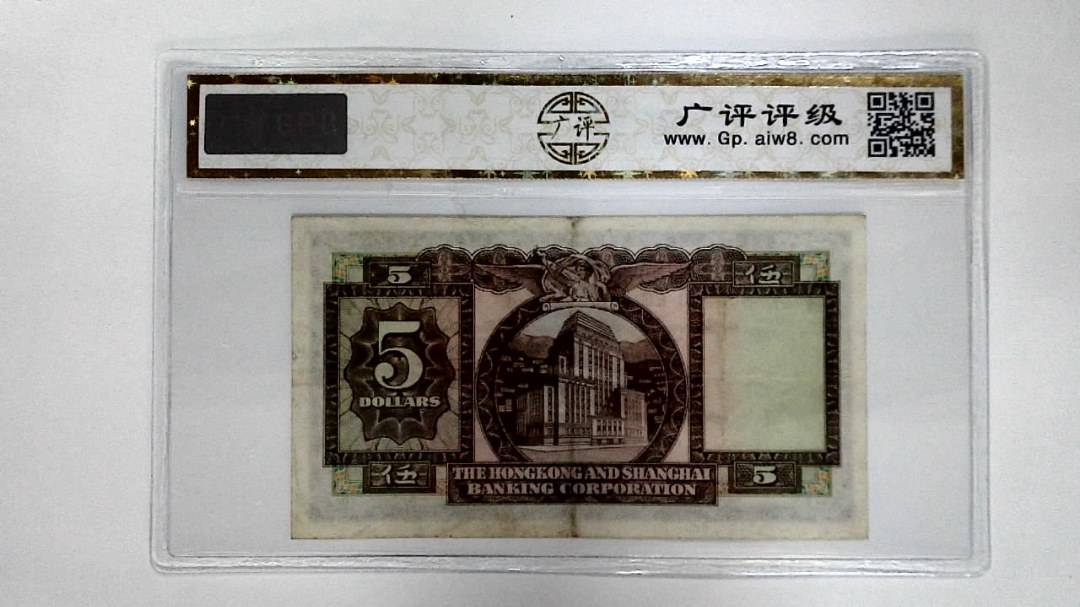 广评
广评评级
www. Gp. aiw8. com
5
伍
5
DOLLARS
伍
THE HONGKONG AND SHANGHAI
BANKING CORPORATION
5